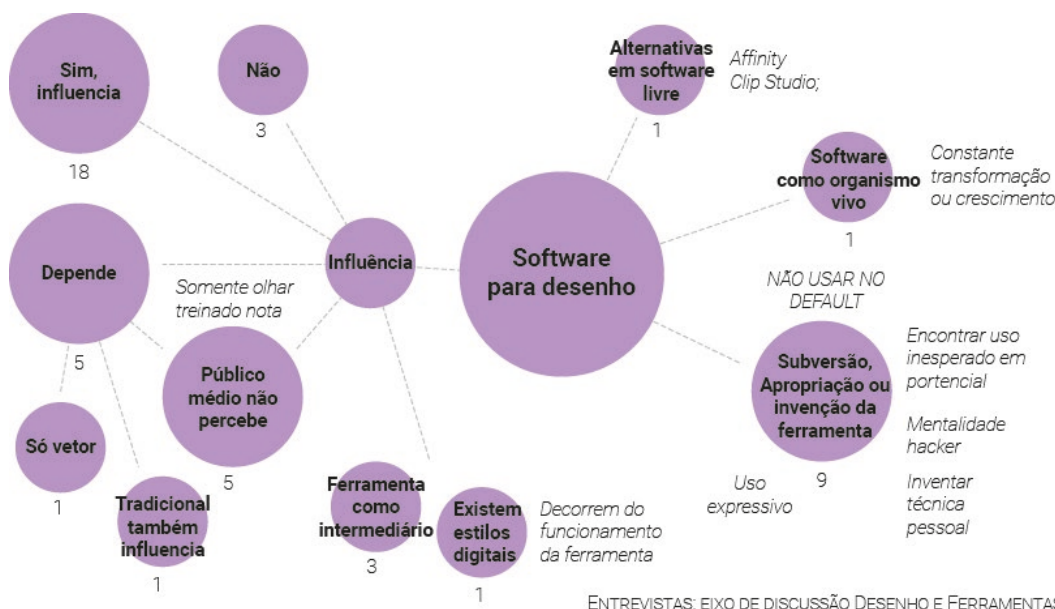 Sim,
influencia
18
Não
3
Alternativas
em software
livre
1
Affinity
Clip Studio;
Software
como organismo
vivo
1
Constante
transformação
ou crescimento
Influência
Software
para desenho
Depende
5
Somente olhar
treinado nota
Público
médio não
percebe
5
Só vetor
1
Tradicional
também
influencia
1
Ferramenta
como
intermediário
3
Existem
estilos
digitais
1
Decorrem do
funcionamento
da ferramenta
NÃO USAR NO
DEFAULT
Subversão,
Apropriação ou
invenção da
ferramenta
9
Encontrar uso
inesperado em
portencial
Mentalidade
hacker
Uso
expressivo
Inventar
técnica
pessoal
ENTREVISTAS: EIXO DE DISCUSSÃO DESENHO E FERRAMENTAS